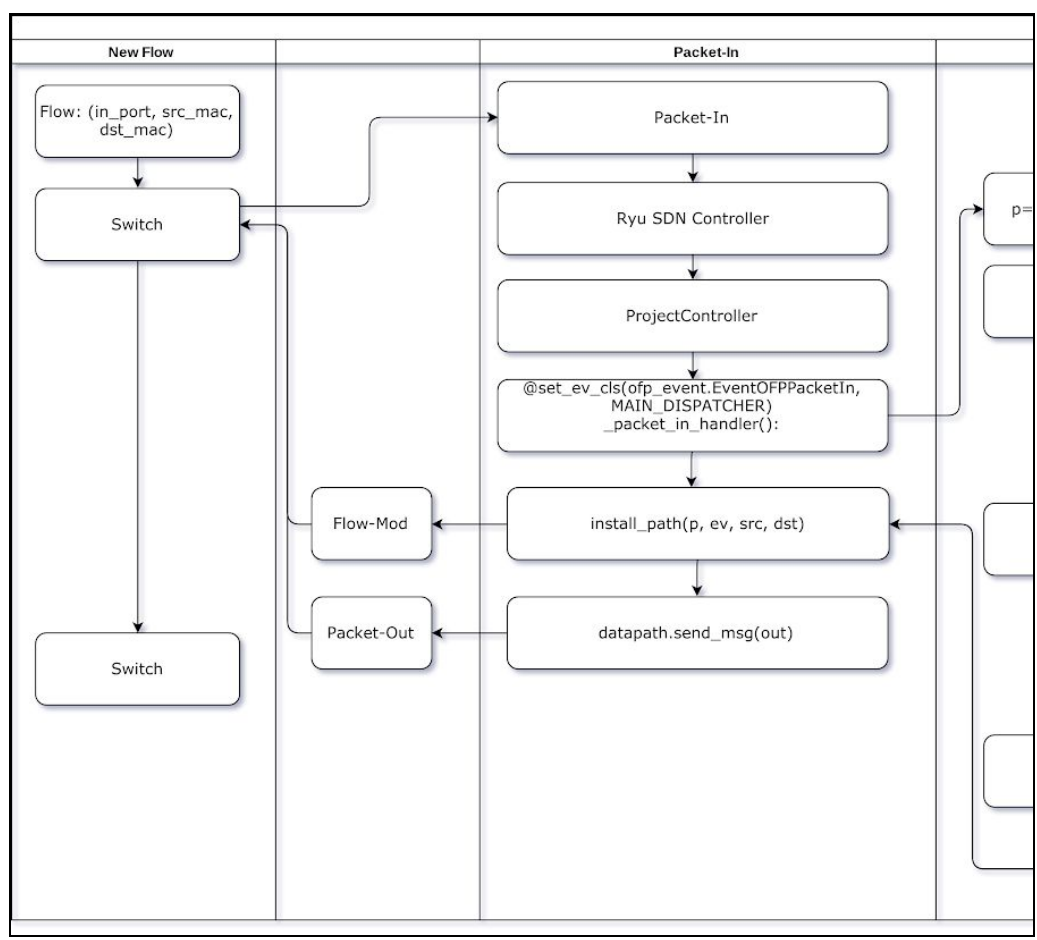 New Flow
Packet-In
Flow: (in_port, src_mac,
dst_mac)
Switch
Packet-In
Ryu SDN Controller
p=
ProjectController
@set_ev_cls(ofp_event.EventOFPPacketIn,
MAIN_DISPATCHER)
_packet_in_handler():
Flow-Mod
install_path(p, ev, src, dst)
Packet-Out
datapath.send_msg(out)
Switch